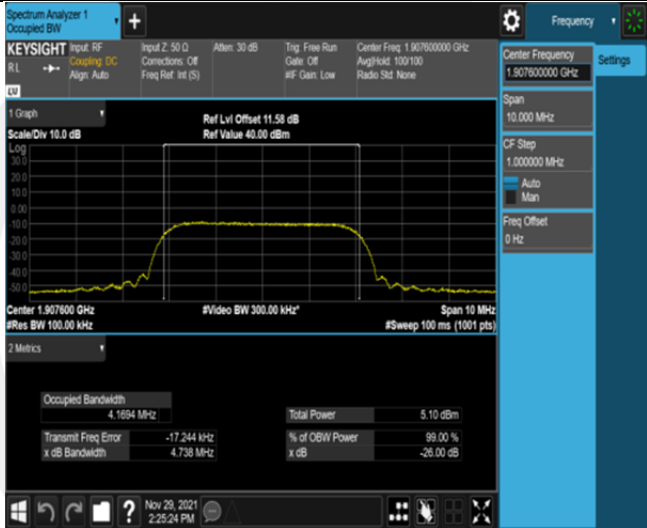 Spectrum Analyzer 1
Occupied BW
Frequency
KEYSIGHT
Input: RF
Coupling: DC
Align: Auto
Input Z: 50 Ω
Corrections: Off
Freq Ref: Int (S)
Atten: 30 dB
Trig: Free Run
Gate: Off
#IF Gain: Low
Center Freq: 1.907600000 GHz
Avg|Hold: 100/100
Radio Std: None
Center Frequency
1.907600000 GHz
Settings
Span
10.000 MHz
CF Step
1.000000 MHz
Auto
Man
Freq Offset
0 Hz
1 Graph
Scale/Div 10.0 dB
Ref Lvl Offset 11.58 dB
Ref Value 40.00 dBm
Log
30.0
20.0
10.0
0.00
-10.0
-20.0
-30.0
-40.0
-50.0
Center 1.907600 GHz
#Res BW 100.00 kHz
#Video BW 300.00 kHz*
Span 10 MHz
#Sweep 100 ms (1001 pts)
2 Metrics
Occupied Bandwidth
4.1694 MHz
Total Power 5.10 dBm
Transmit Freq Error -17.244 kHz
% of OBW Power 99.00 %
x dB Bandwidth 4.738 MHz
x dB -26.00 dB
?
Nov 29, 2021
2:25:24 PM